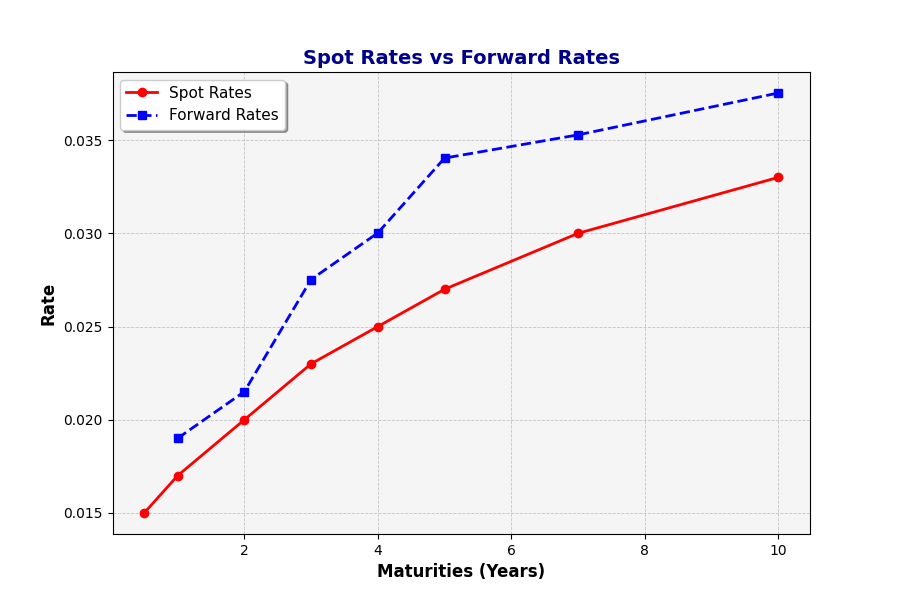 Spot Rates vs Forward Rates
Spot Rates
Forward Rates
0.035
0.030
0.025
0.020
0.015
Rate
2 4 6 8 10
Maturities (Years)